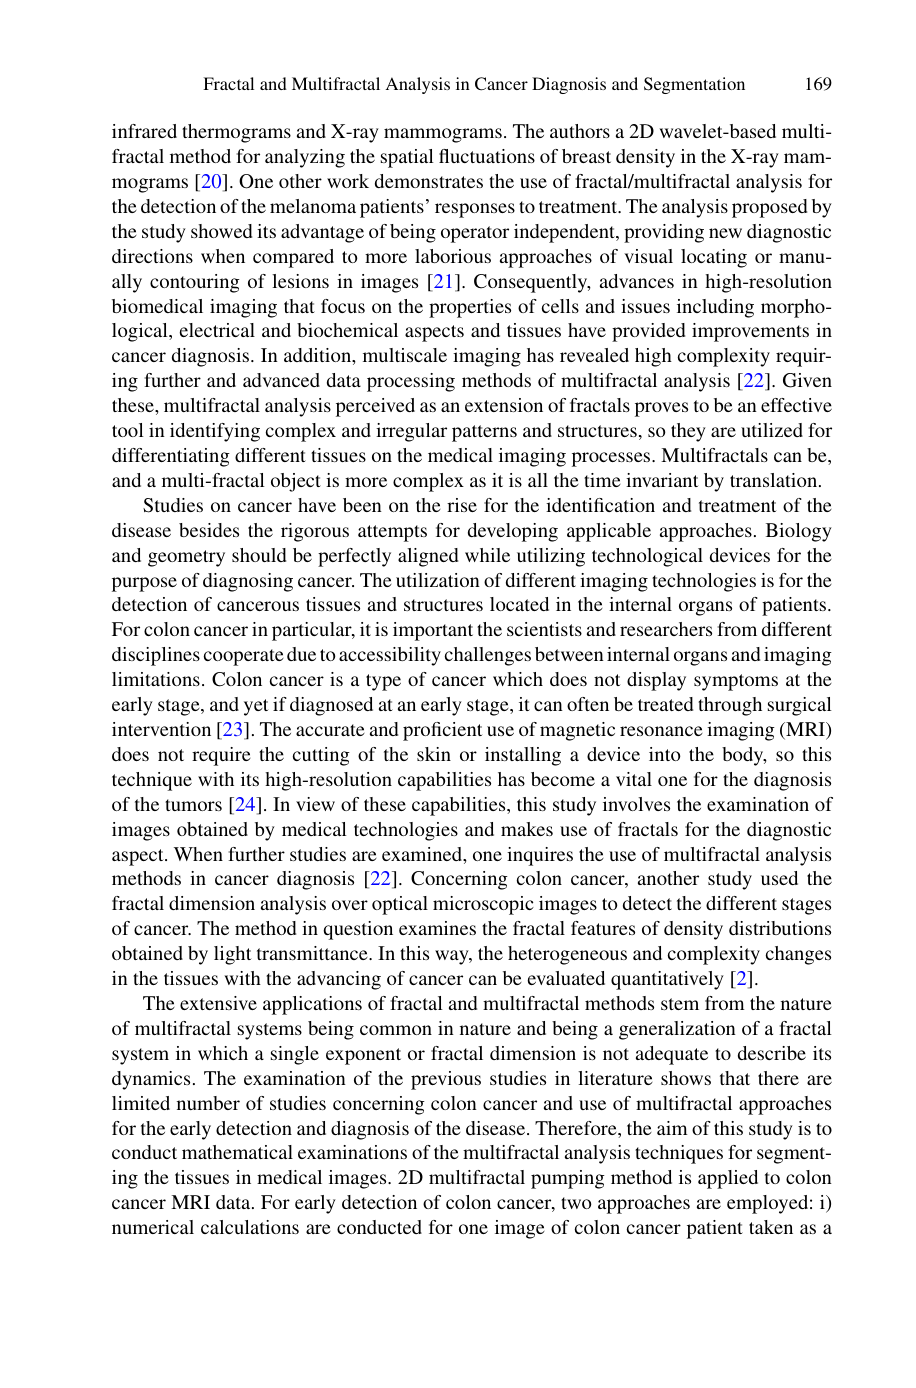 Fractal and Multifractal Analysis in Cancer Diagnosis and Segmentation 169
infrared thermograms and X-ray mammograms. The authors a 2D wavelet-based multi-
fractal method for analyzing the spatial fluctuations of breast density in the X-ray mam-
mograms [20]. One other work demonstrates the use of fractal/multifractal analysis for
the detection of the melanoma patients' responses to treatment. The analysis proposed by
the study showed its advantage of being operator independent, providing new diagnostic
directions when compared to more laborious approaches of visual locating or manu-
ally contouring of lesions in images [21]. Consequently, advances in high-resolution
biomedical imaging that focus on the properties of cells and issues including morpho-
logical, electrical and biochemical aspects and tissues have provided improvements in
cancer diagnosis. In addition, multiscale imaging has revealed high complexity requir-
ing further and advanced data processing methods of multifractal analysis [22]. Given
these, multifractal analysis perceived as an extension of fractals proves to be an effective
tool in identifying complex and irregular patterns and structures, so they are utilized for
differentiating different tissues on the medical imaging processes. Multifractals can be,
and a multi-fractal object is more complex as it is all the time invariant by translation.
Studies on cancer have been on the rise for the identification and treatment of the
disease besides the rigorous attempts for developing applicable approaches. Biology
and geometry should be perfectly aligned while utilizing technological devices for the
purpose of diagnosing cancer. The utilization of different imaging technologies is for the
detection of cancerous tissues and structures located in the internal organs of patients.
For colon cancer in particular, it is important the scientists and researchers from different
disciplines cooperate due to accessibility challenges between internal organs and imaging
limitations. Colon cancer is a type of cancer which does not display symptoms at the
early stage, and yet if diagnosed at an early stage, it can often be treated through surgical
intervention [23]. The accurate and proficient use of magnetic resonance imaging (MRI)
does not require the cutting of the skin or installing a device into the body, so this
technique with its high-resolution capabilities has become a vital one for the diagnosis
of the tumors [24]. In view of these capabilities, this study involves the examination of
images obtained by medical technologies and makes use of fractals for the diagnostic
aspect. When further studies are examined, one inquires the use of multifractal analysis
methods in cancer diagnosis [22]. Concerning colon cancer, another study used the
fractal dimension analysis over optical microscopic images to detect the different stages
of cancer. The method in question examines the fractal features of density distributions
obtained by light transmittance. In this way, the heterogeneous and complexity changes
in the tissues with the advancing of cancer can be evaluated quantitatively [2].
The extensive applications of fractal and multifractal methods stem from the nature
of multifractal systems being common in nature and being a generalization of a fractal
system in which a single exponent or fractal dimension is not adequate to describe its
dynamics. The examination of the previous studies in literature shows that there are
limited number of studies concerning colon cancer and use of multifractal approaches
for the early detection and diagnosis of the disease. Therefore, the aim of this study is to
conduct mathematical examinations of the multifractal analysis techniques for segment-
ing the tissues in medical images. 2D multifractal pumping method is applied to colon
cancer MRI data. For early detection of colon cancer, two approaches are employed: i)
numerical calculations are conducted for one image of colon cancer patient taken as a